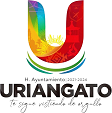 H. Ayuntamiento 2021-2024
URIANGATO
te sigue vistiendo de orgullo